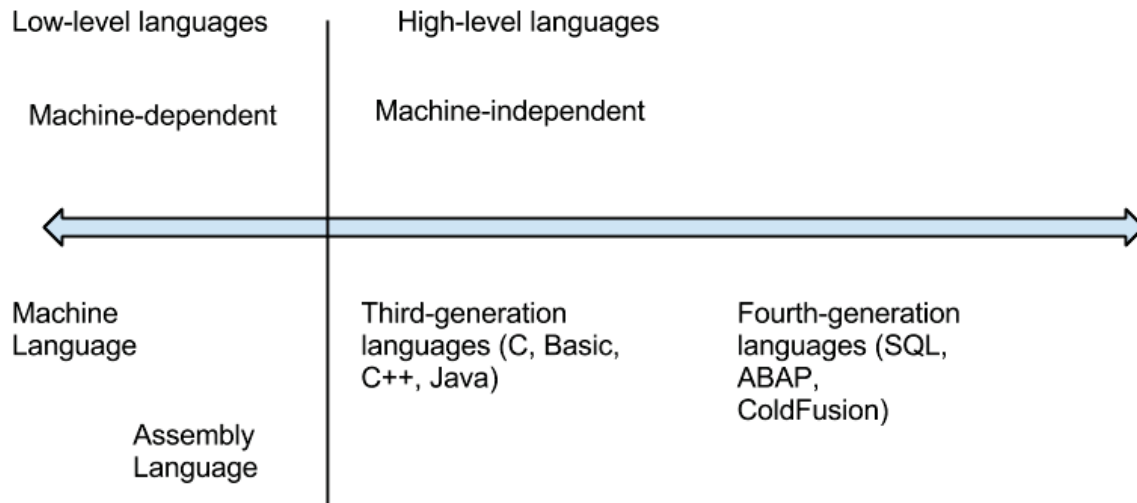 Low-level languages
High-level languages
Machine-dependent
Machine-independent
Machine
Language
Assembly
Language
Third-generation
languages (C, Basic,
C++, Java)
Fourth-generation
languages (SQL,
ABAP,
ColdFusion)